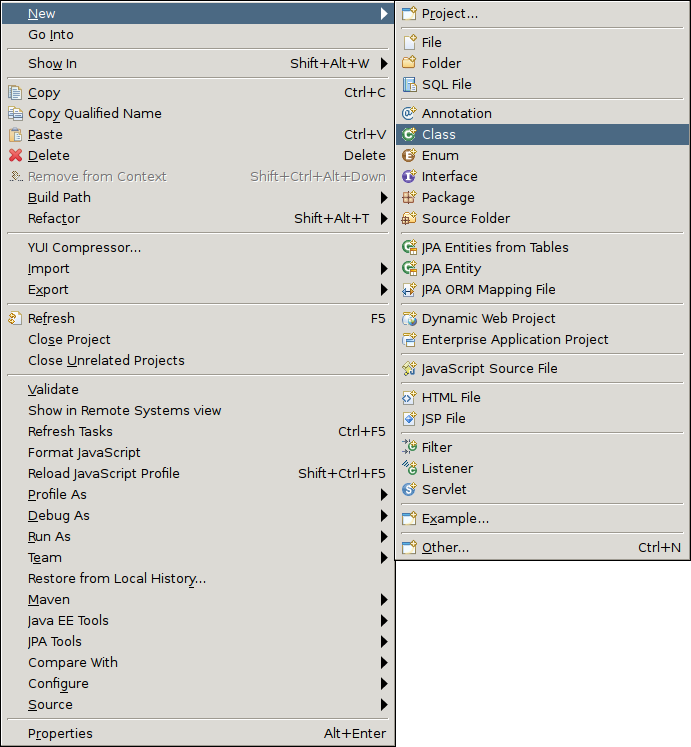 New
Go Into
Show In Shift+Alt+W
Copy Ctrl+C
Copy Qualified Name
Paste Ctrl+V
Delete Delete
Remove from Context Shift+Ctrl+Alt+Down
Build Path
Refactor Shift+Alt+T
YUI Compressor...
Import
Export
Refresh F5
Close Project
Close Unrelated Projects
Validate
Show in Remote Systems view
Refresh Tasks Ctrl+F5
Format JavaScript
Reload JavaScript Profile Shift+Ctrl+F5
Profile As
Debug As
Run As
Team
Restore from Local History...
Maven
Java EE Tools
JPA Tools
Compare With
Configure
Source
Properties Alt+Enter
Project...
File
Folder
SQL File
Annotation
Class
Enum
Interface
Package
Source Folder
JPA Entities from Tables
JPA Entity
JPA ORM Mapping File
Dynamic Web Project
Enterprise Application Project
JavaScript Source File
HTML File
JSP File
Filter
Listener
Servlet
Example...
Other... Ctrl+N